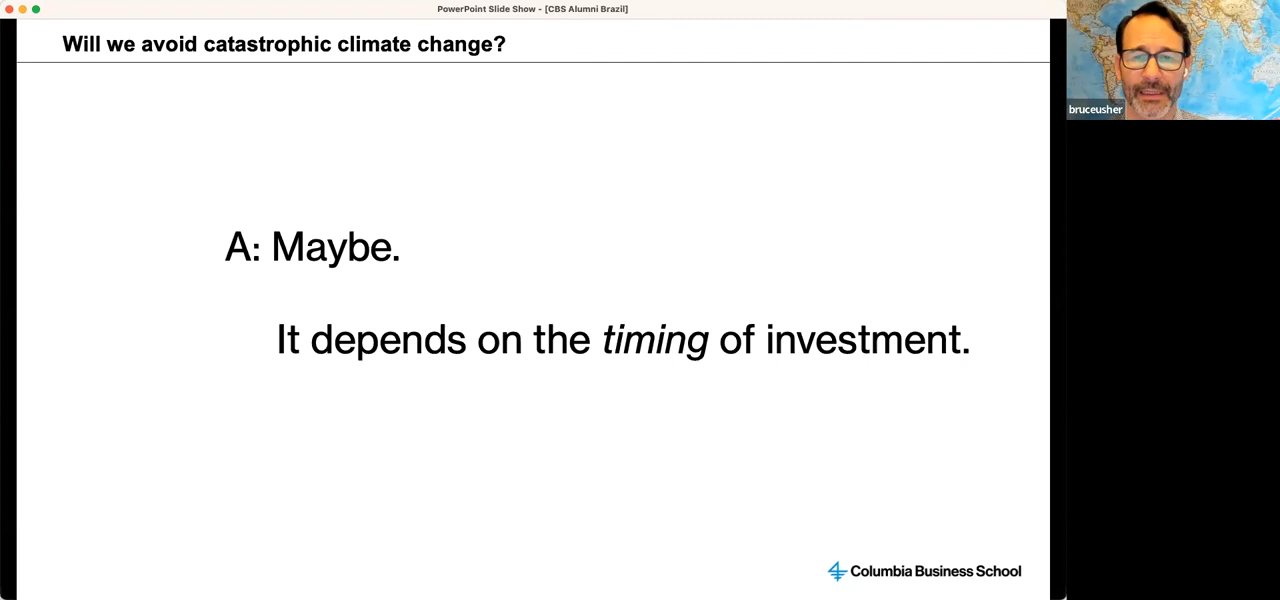 PowerPoint Slide Show - [CBS Alumni Brazil]
Will we avoid catastrophic climate change?
bruceusher
A: Maybe.
It depends on the timing of investment.
Columbia Business School